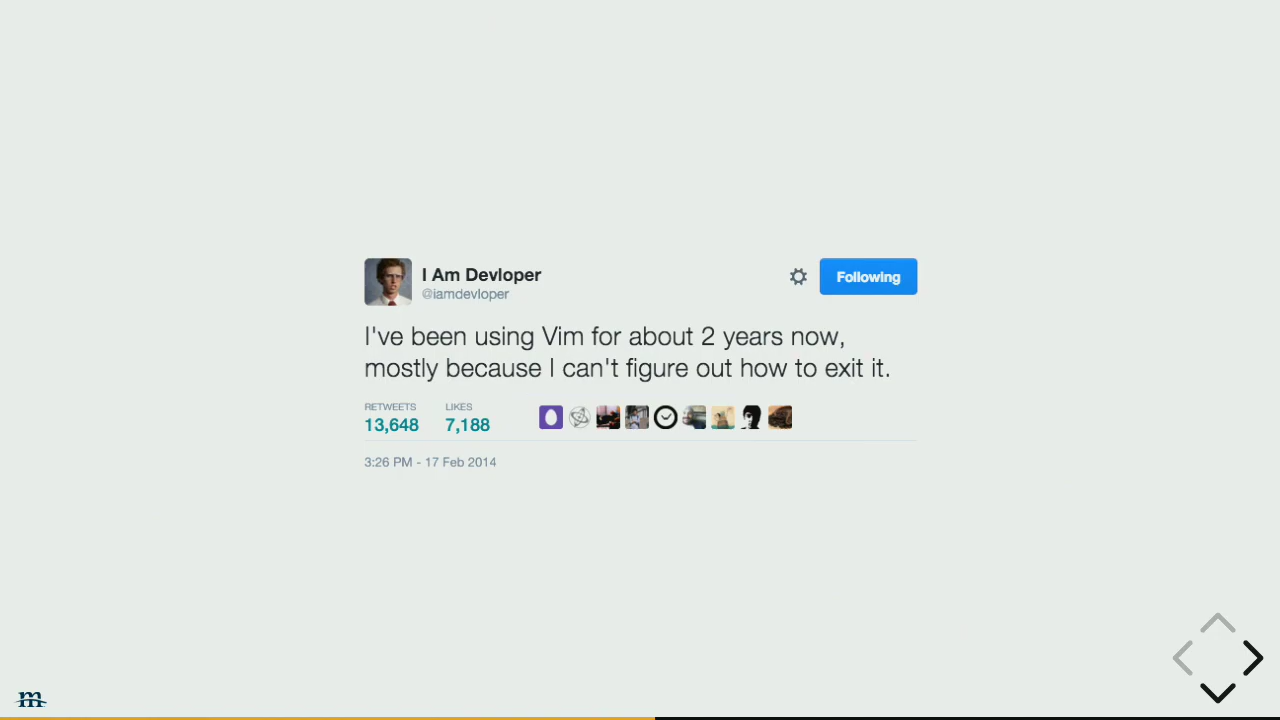 I Am Devloper
@iamdevloper
Following
I've been using Vim for about 2 years now,
mostly because I can't figure out how to exit it.
RETWEETS LIKES
13,648 7,188
3:26 PM - 17 Feb 2014
m